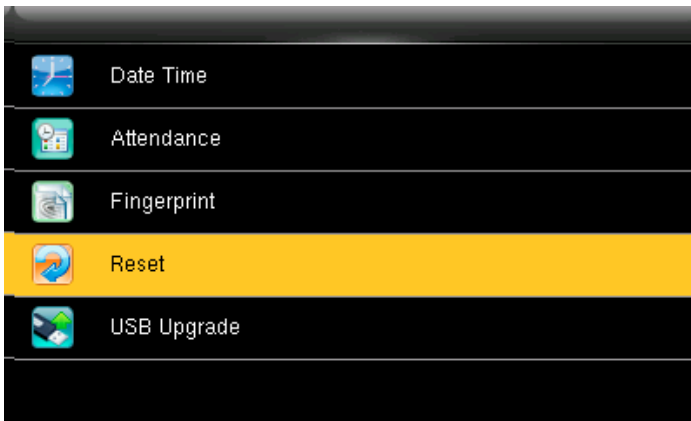 Date Time
Attendance
Fingerprint
Reset
USB Upgrade